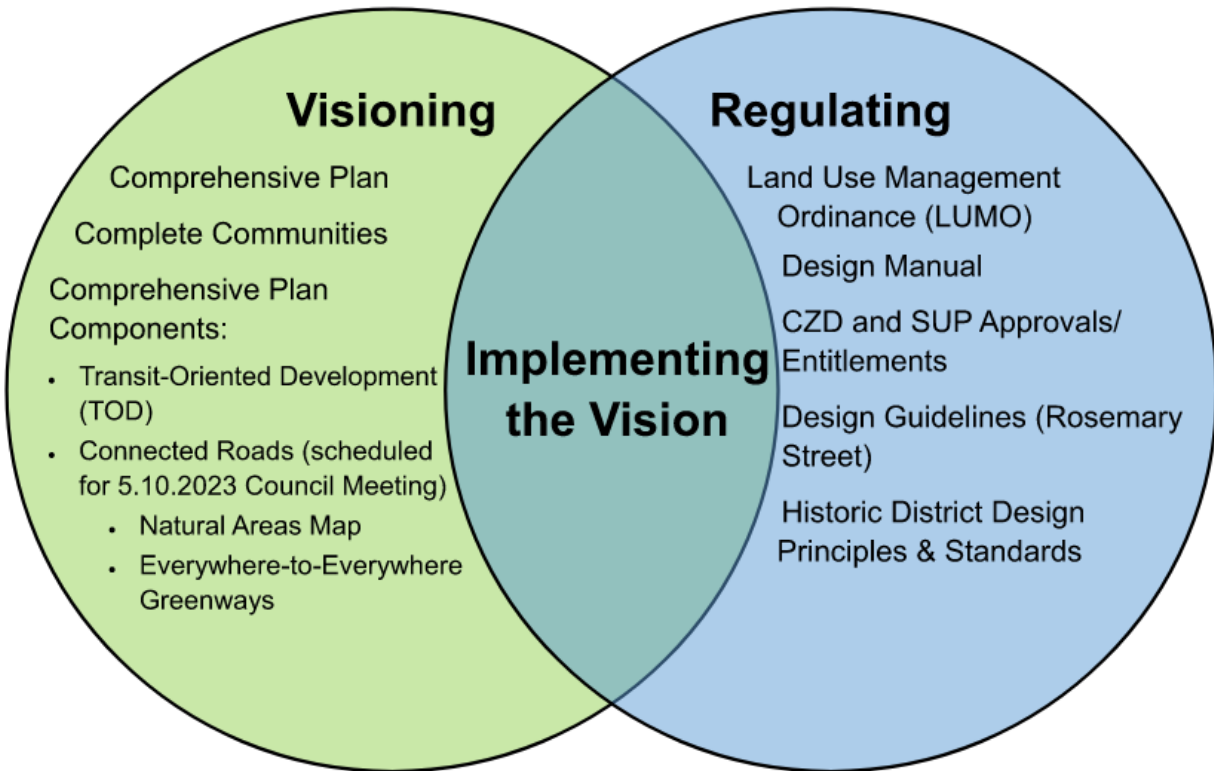 Visioning
Comprehensive Plan
Complete Communities
Comprehensive Plan
Components:
• Transit-Oriented Development
(TOD)
• Connected Roads (scheduled
for 5.10.2023 Council Meeting)
• Natural Areas Map
• Everywhere-to-Everywhere
Greenways
Implementing
the Vision
Regulating
Land Use Management
Ordinance (LUMO)
Design Manual
CZD and SUP Approvals/
Entitlements
Design Guidelines (Rosemary
Street)
Historic District Design
Principles & Standards